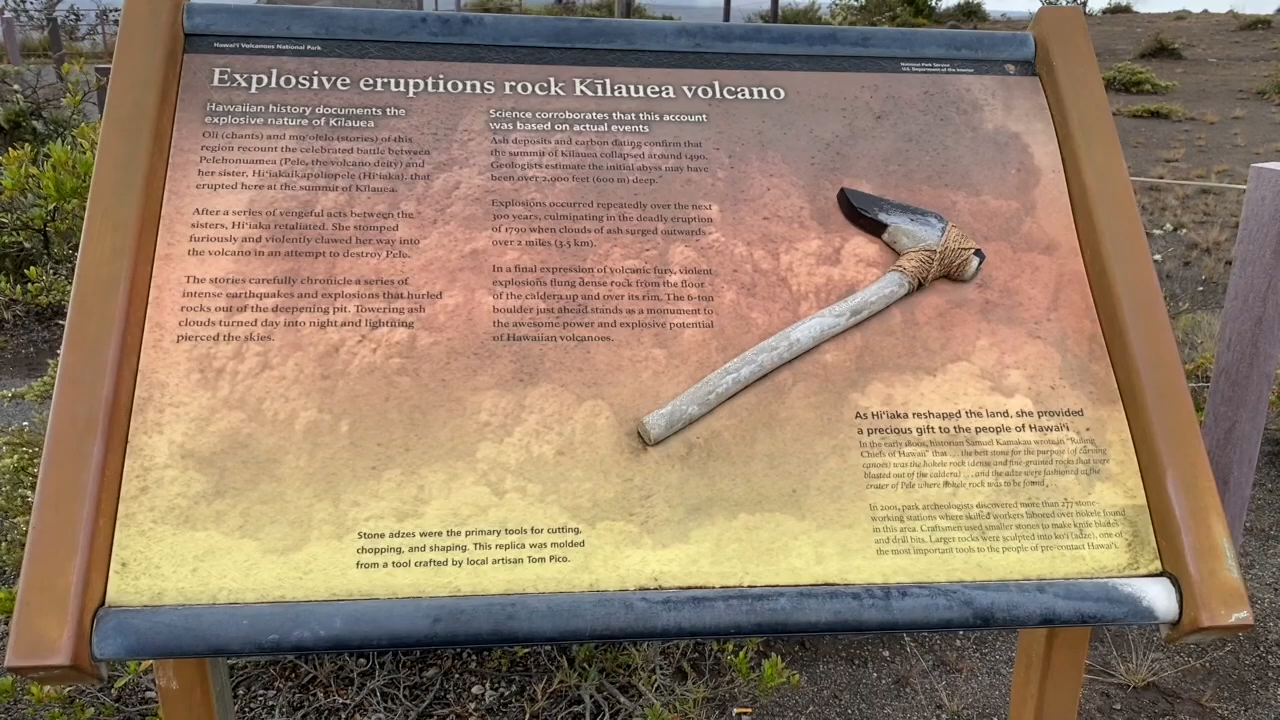 Hawai‘i Volcanoes National Park
National Park Service
U.S. Department of the Interior
Explosive eruptions rock Kīlauea volcano
Hawaiian history documents the
explosive nature of Kīlauea
Oli (chants) and mo‘olelo (stories) of this
region recount the celebrated battle between
Pelehonuamea (Pele, the volcano deity) and
her sister, Hi‘iakaikapoliopele (Hi‘iaka), that
erupted here at the summit of Kīlauea.
After a series of vengeful acts between the
sisters, Hi‘iaka retaliated. She stomped
furiously and violently clawed her way into
the volcano in an attempt to destroy Pele.
The stories carefully chronicle a series of
intense earthquakes and explosions that hurled
rocks out of the deepening pit. Towering ash
clouds turned day into night and lightning
pierced the skies.
Science corroborates that this account
was based on actual events
Ash deposits and carbon dating confirm that
the summit of Kīlauea collapsed around 1490.
Geologists estimate the initial abyss may have
been over 2,000 feet (600 m) deep.
Explosions occurred repeatedly over the next
300 years, culminating in the deadly eruption
of 1790 when clouds of ash surged outwards
over 2 miles (3.5 km).
In a final expression of volcanic fury, violent
explosions flung dense rock from the floor
of the caldera up and over its rim. The 6-ton
boulder just ahead stands as a monument to
the awesome power and explosive potential
of Hawaiian volcanoes.
As Hi‘iaka reshaped the land, she provided
a precious gift to the people of Hawai‘i
In the early 1800s, historian Samuel Kamakau wrote in "Ruling
Chiefs of Hawaii" that ... the best stone for the purpose (of carving
canoes) was the hokele rock (dense and fine-grained rocks that were
blasted out of the caldera) ... and the adze were fashioned at the
crater of Pele where hokele rock was to be found ...
In 2001, park archeologists discovered more than 277 stone-
working stations where skilled workers labored over hokele found
in this area. Craftsmen used smaller stones to make knife blades
and drill bits. Larger rocks were sculpted into ko‘i (adze), one of
the most important tools to the people of pre-contact Hawai‘i.
Stone adzes were the primary tools for cutting,
chopping, and shaping. This replica was molded
from a tool crafted by local artisan Tom Pico.